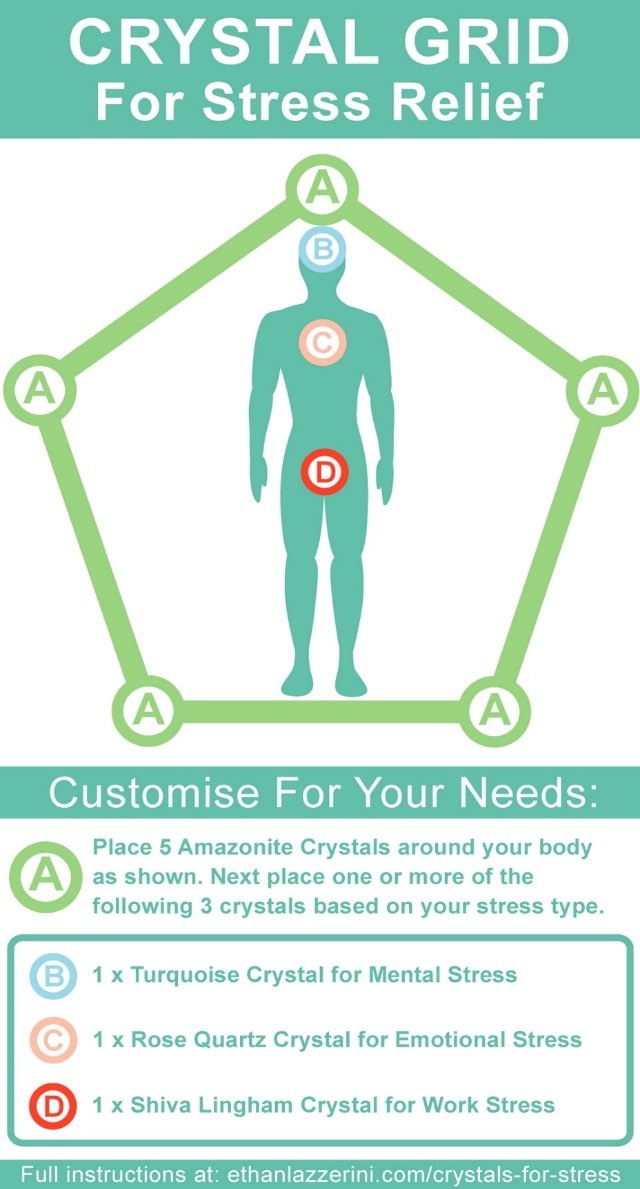 CRYSTAL GRID
For Stress Relief
A
B
A
C
A
D
A
A
Customise For Your Needs:
A
Place 5 Amazonite Crystals around your body
as shown. Next place one or more of the
following 3 crystals based on your stress type.
B 1 x Turquoise Crystal for Mental Stress
C 1 x Rose Quartz Crystal for Emotional Stress
D 1 x Shiva Lingham Crystal for Work Stress
Full instructions at: ethanlazzerini.com/crystals-for-stress